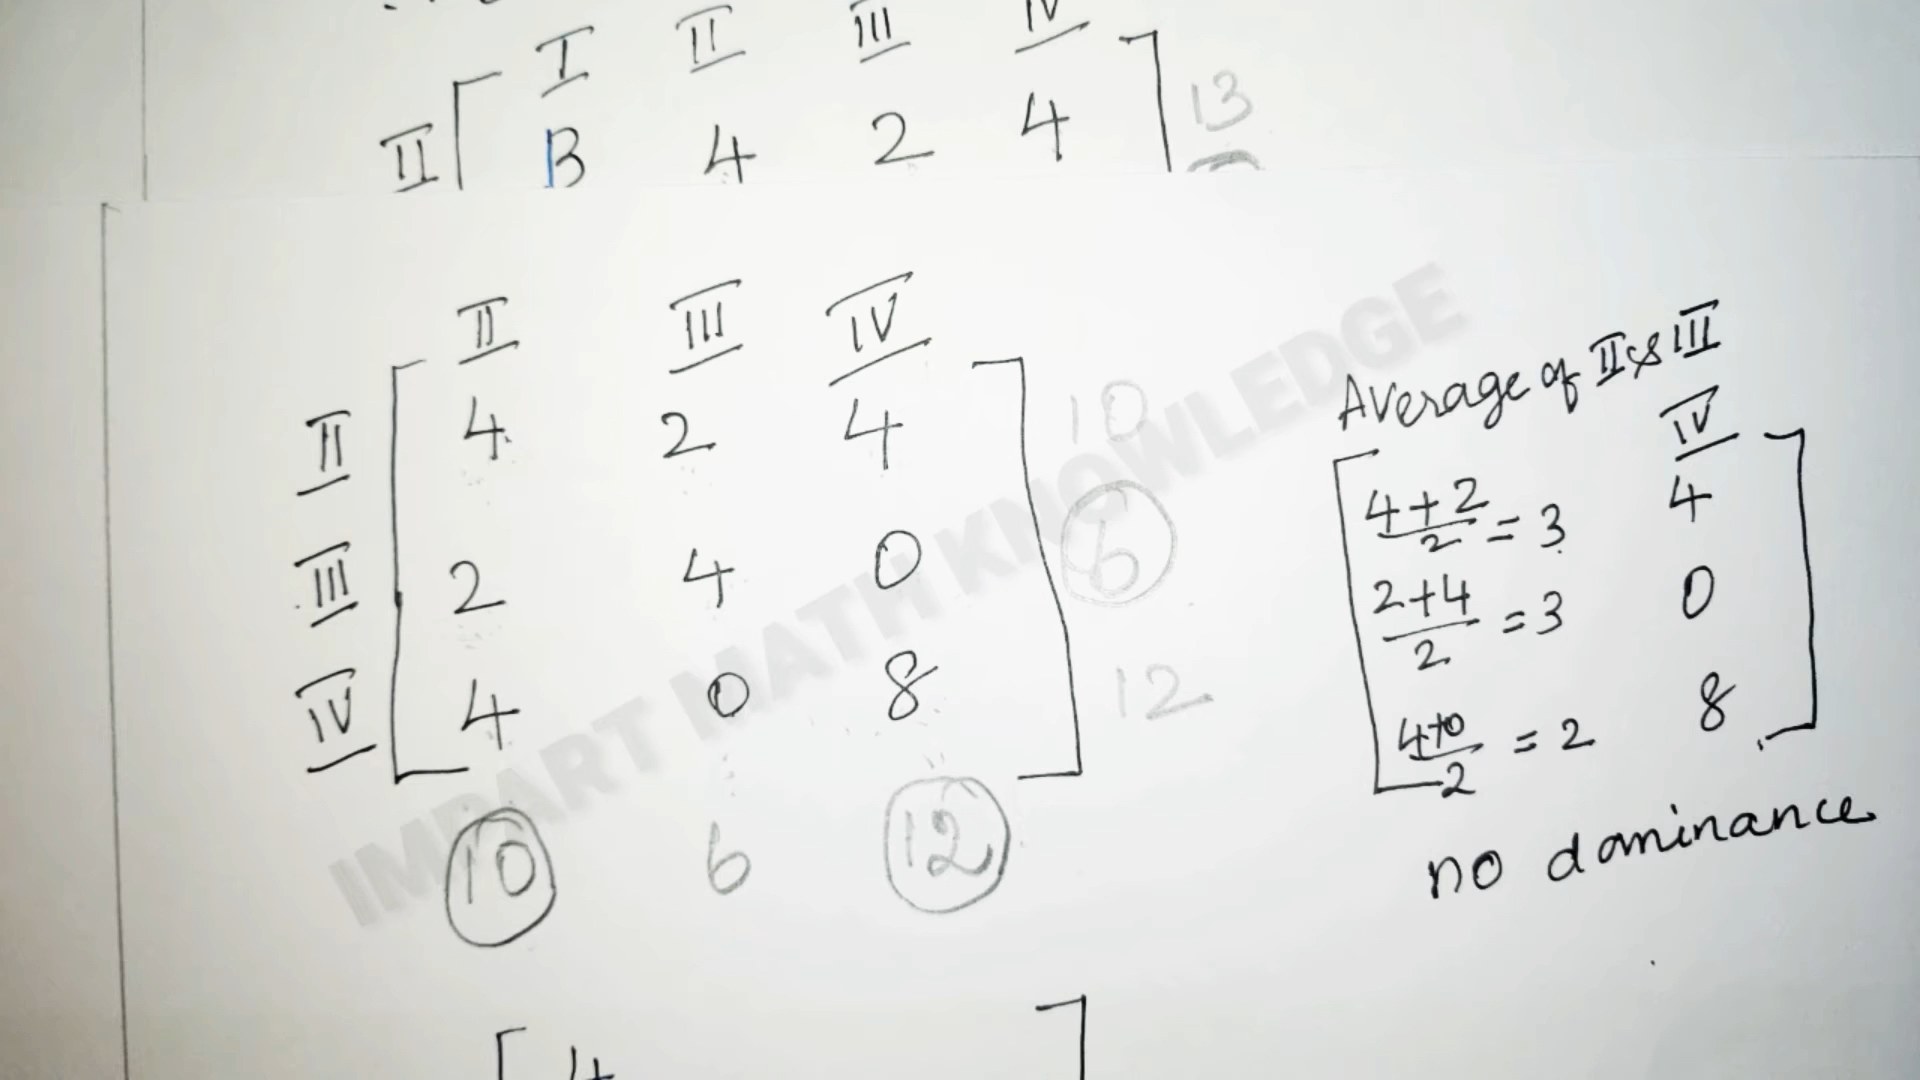 I II III IV
II 3 4 2 4 13
II III IV
II 4 2 4 10
III 2 4 0 6
IV 4 0 8 12
10 6 12
Average of II & III
IV
4+2/2 = 3 4
2+4/2 = 3 0
4+0/2 = 2 8
no dominance
IMPART MATH KNOWLEDGE
4